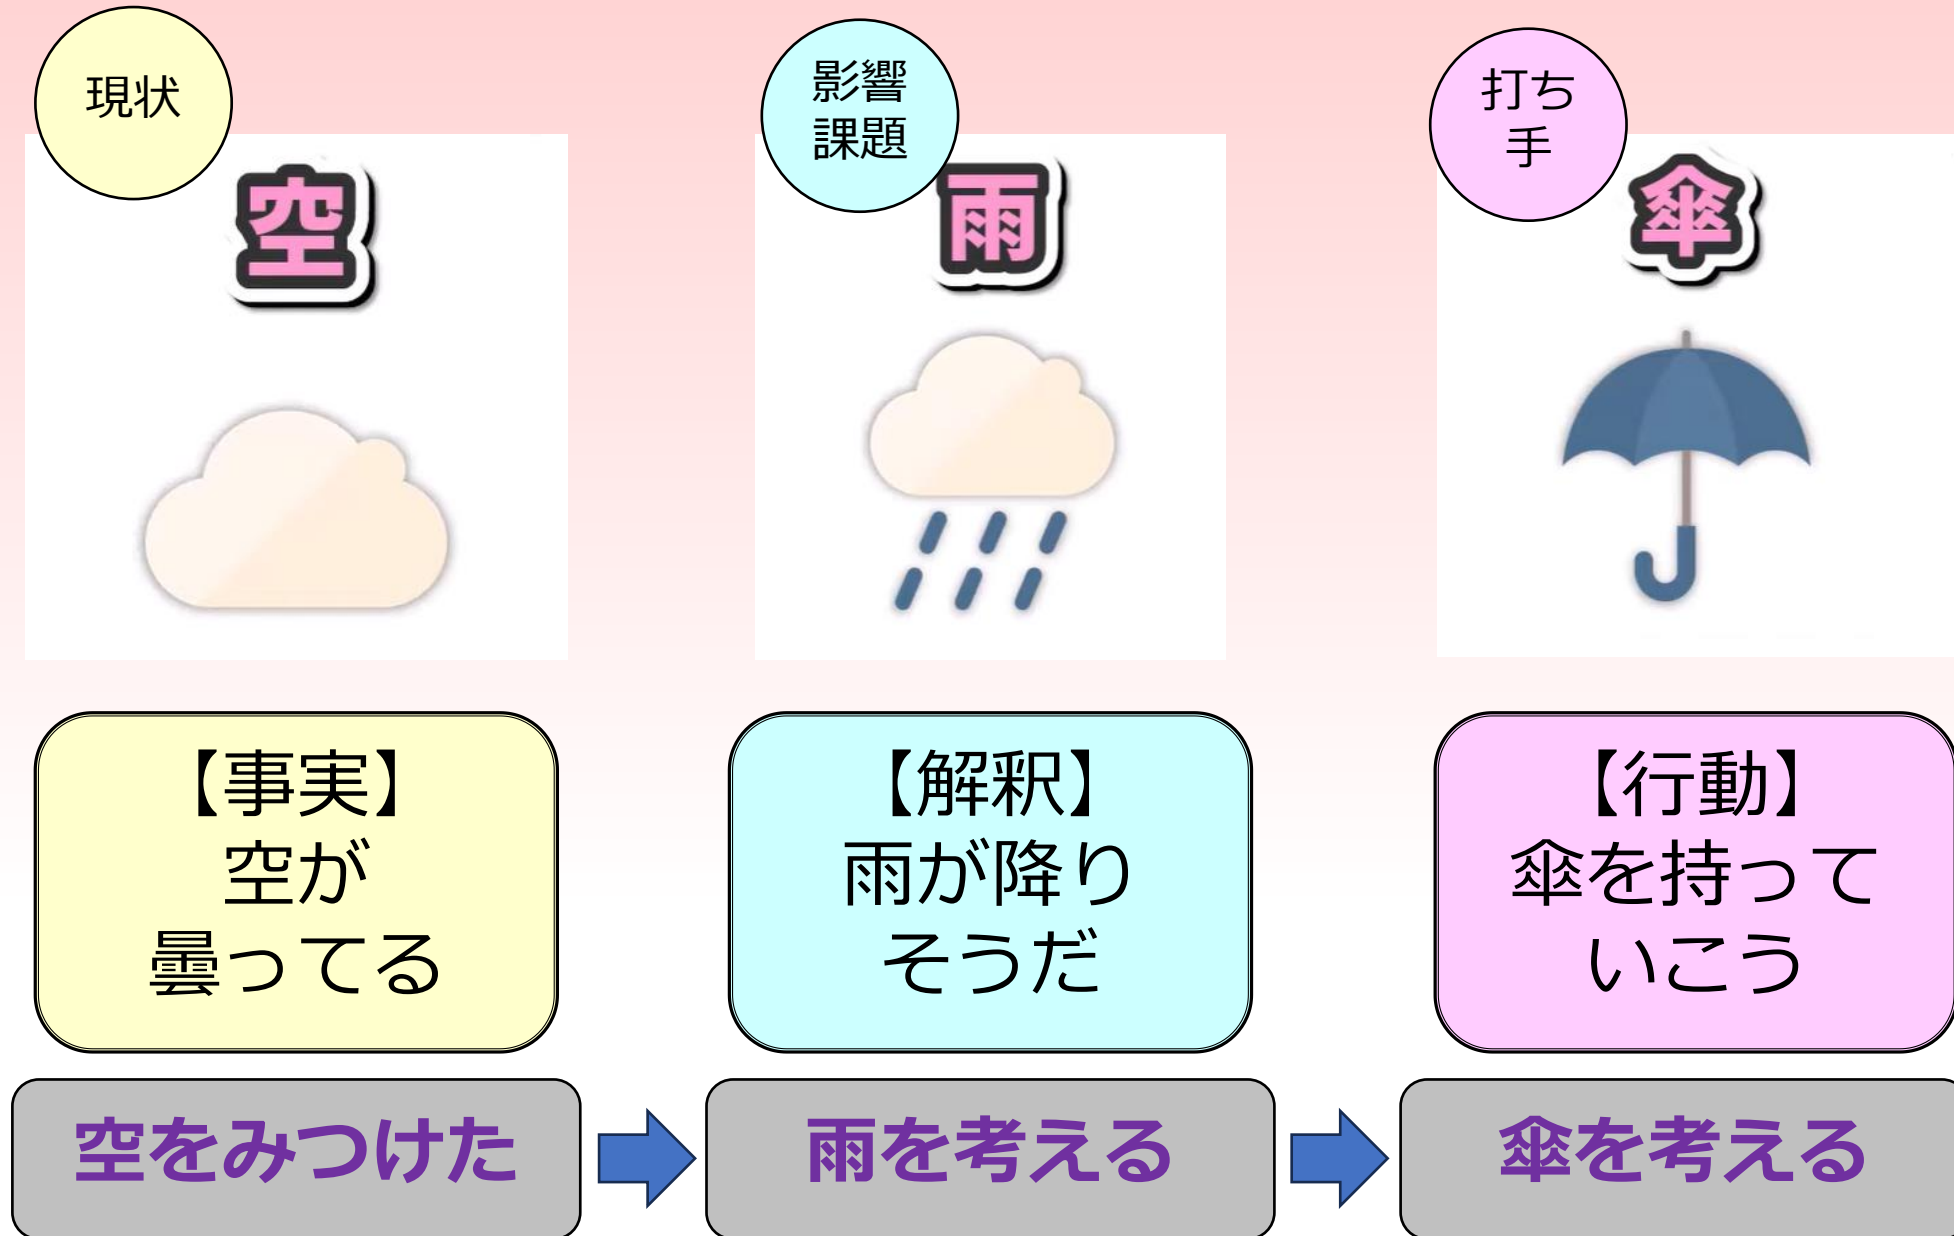 現状
空
【事実】
空が
曇ってる
空をみつけた
影響
課題
雨
【解釈】
雨が降り
そうだ
雨を考える
打ち
手
傘
【行動】
傘を持って
いこう
傘を考える